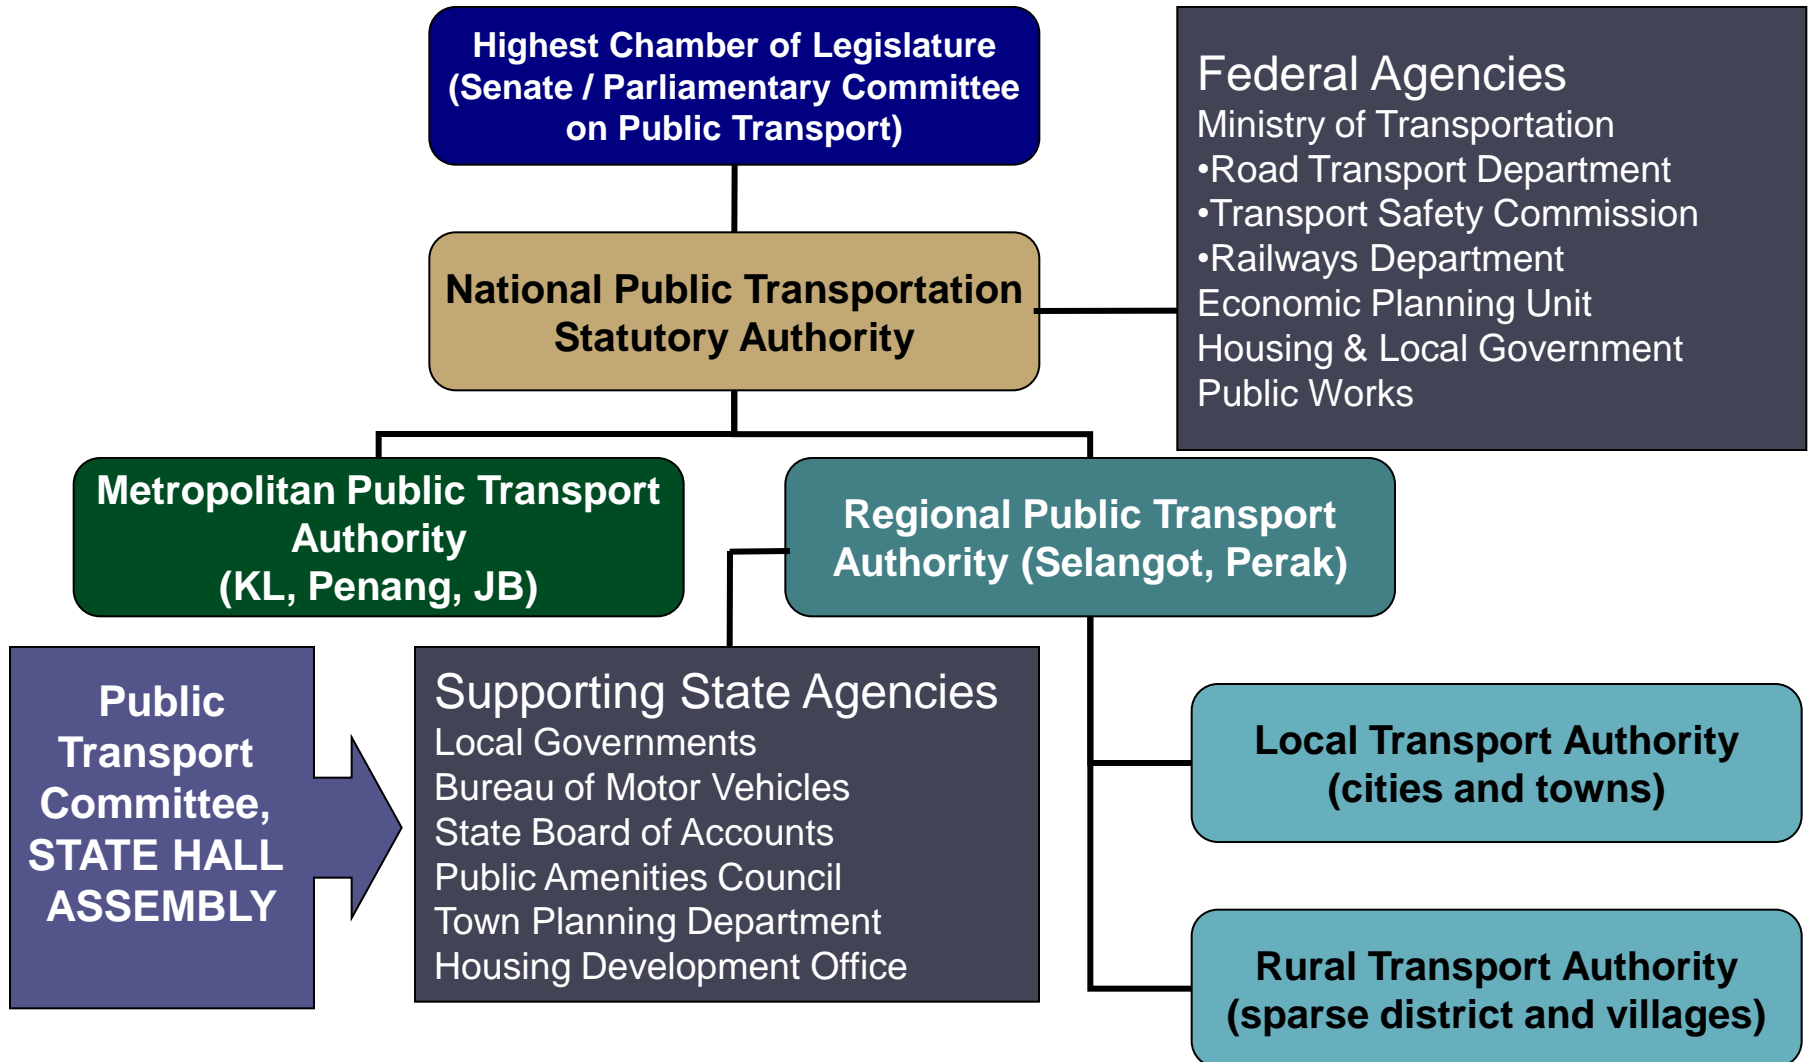 Highest Chamber of Legislature
(Senate / Parliamentary Committee
on Public Transport)
Federal Agencies
Ministry of Transportation
•Road Transport Department
•Transport Safety Commission
•Railways Department
Economic Planning Unit
Housing & Local Government
Public Works
National Public Transportation
Statutory Authority
Metropolitan Public Transport
Authority
(KL, Penang, JB)
Regional Public Transport
Authority (Selangot, Perak)
Public
Transport
Committee,
STATE HALL
ASSEMBLY
Supporting State Agencies
Local Governments
Bureau of Motor Vehicles
State Board of Accounts
Public Amenities Council
Town Planning Department
Housing Development Office
Local Transport Authority
(cities and towns)
Rural Transport Authority
(sparse district and villages)